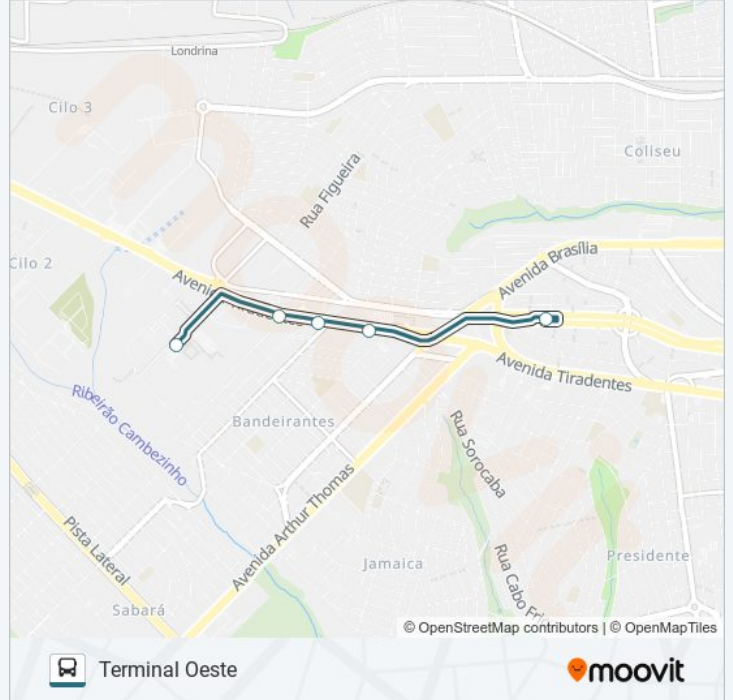 Londrina
Cilo 3
Coliseu
Rua Figueira
Avenida Brasília
Cilo 2
Avenida Tiradentes
Ribeirão Cambezinho
Bandeirantes
Rua Sorocaba
Avenida Arthur Thomas
Pista Lateral
Jamaica
Rua Cabo Fri
Presidente
Sabará
© OpenStreetMap contributors | © OpenMapTiles
Terminal Oeste
moovit